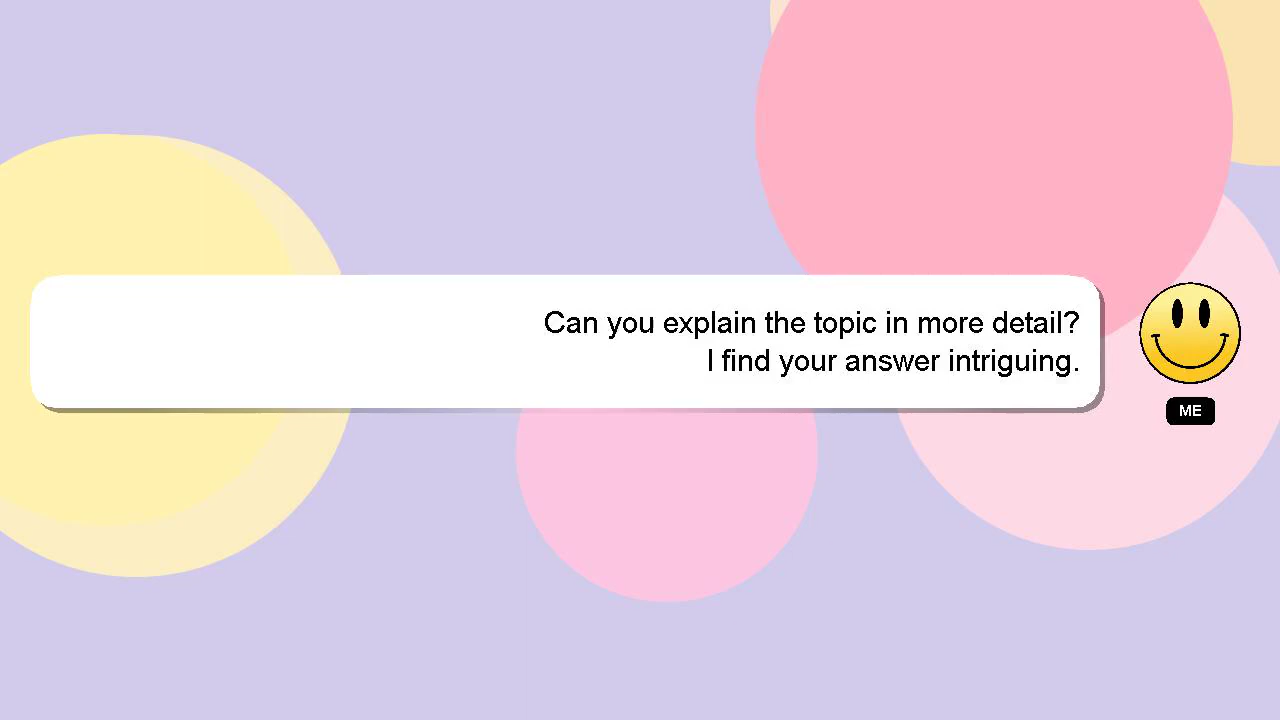 Can you explain the topic in more detail?
I find your answer intriguing.
ME